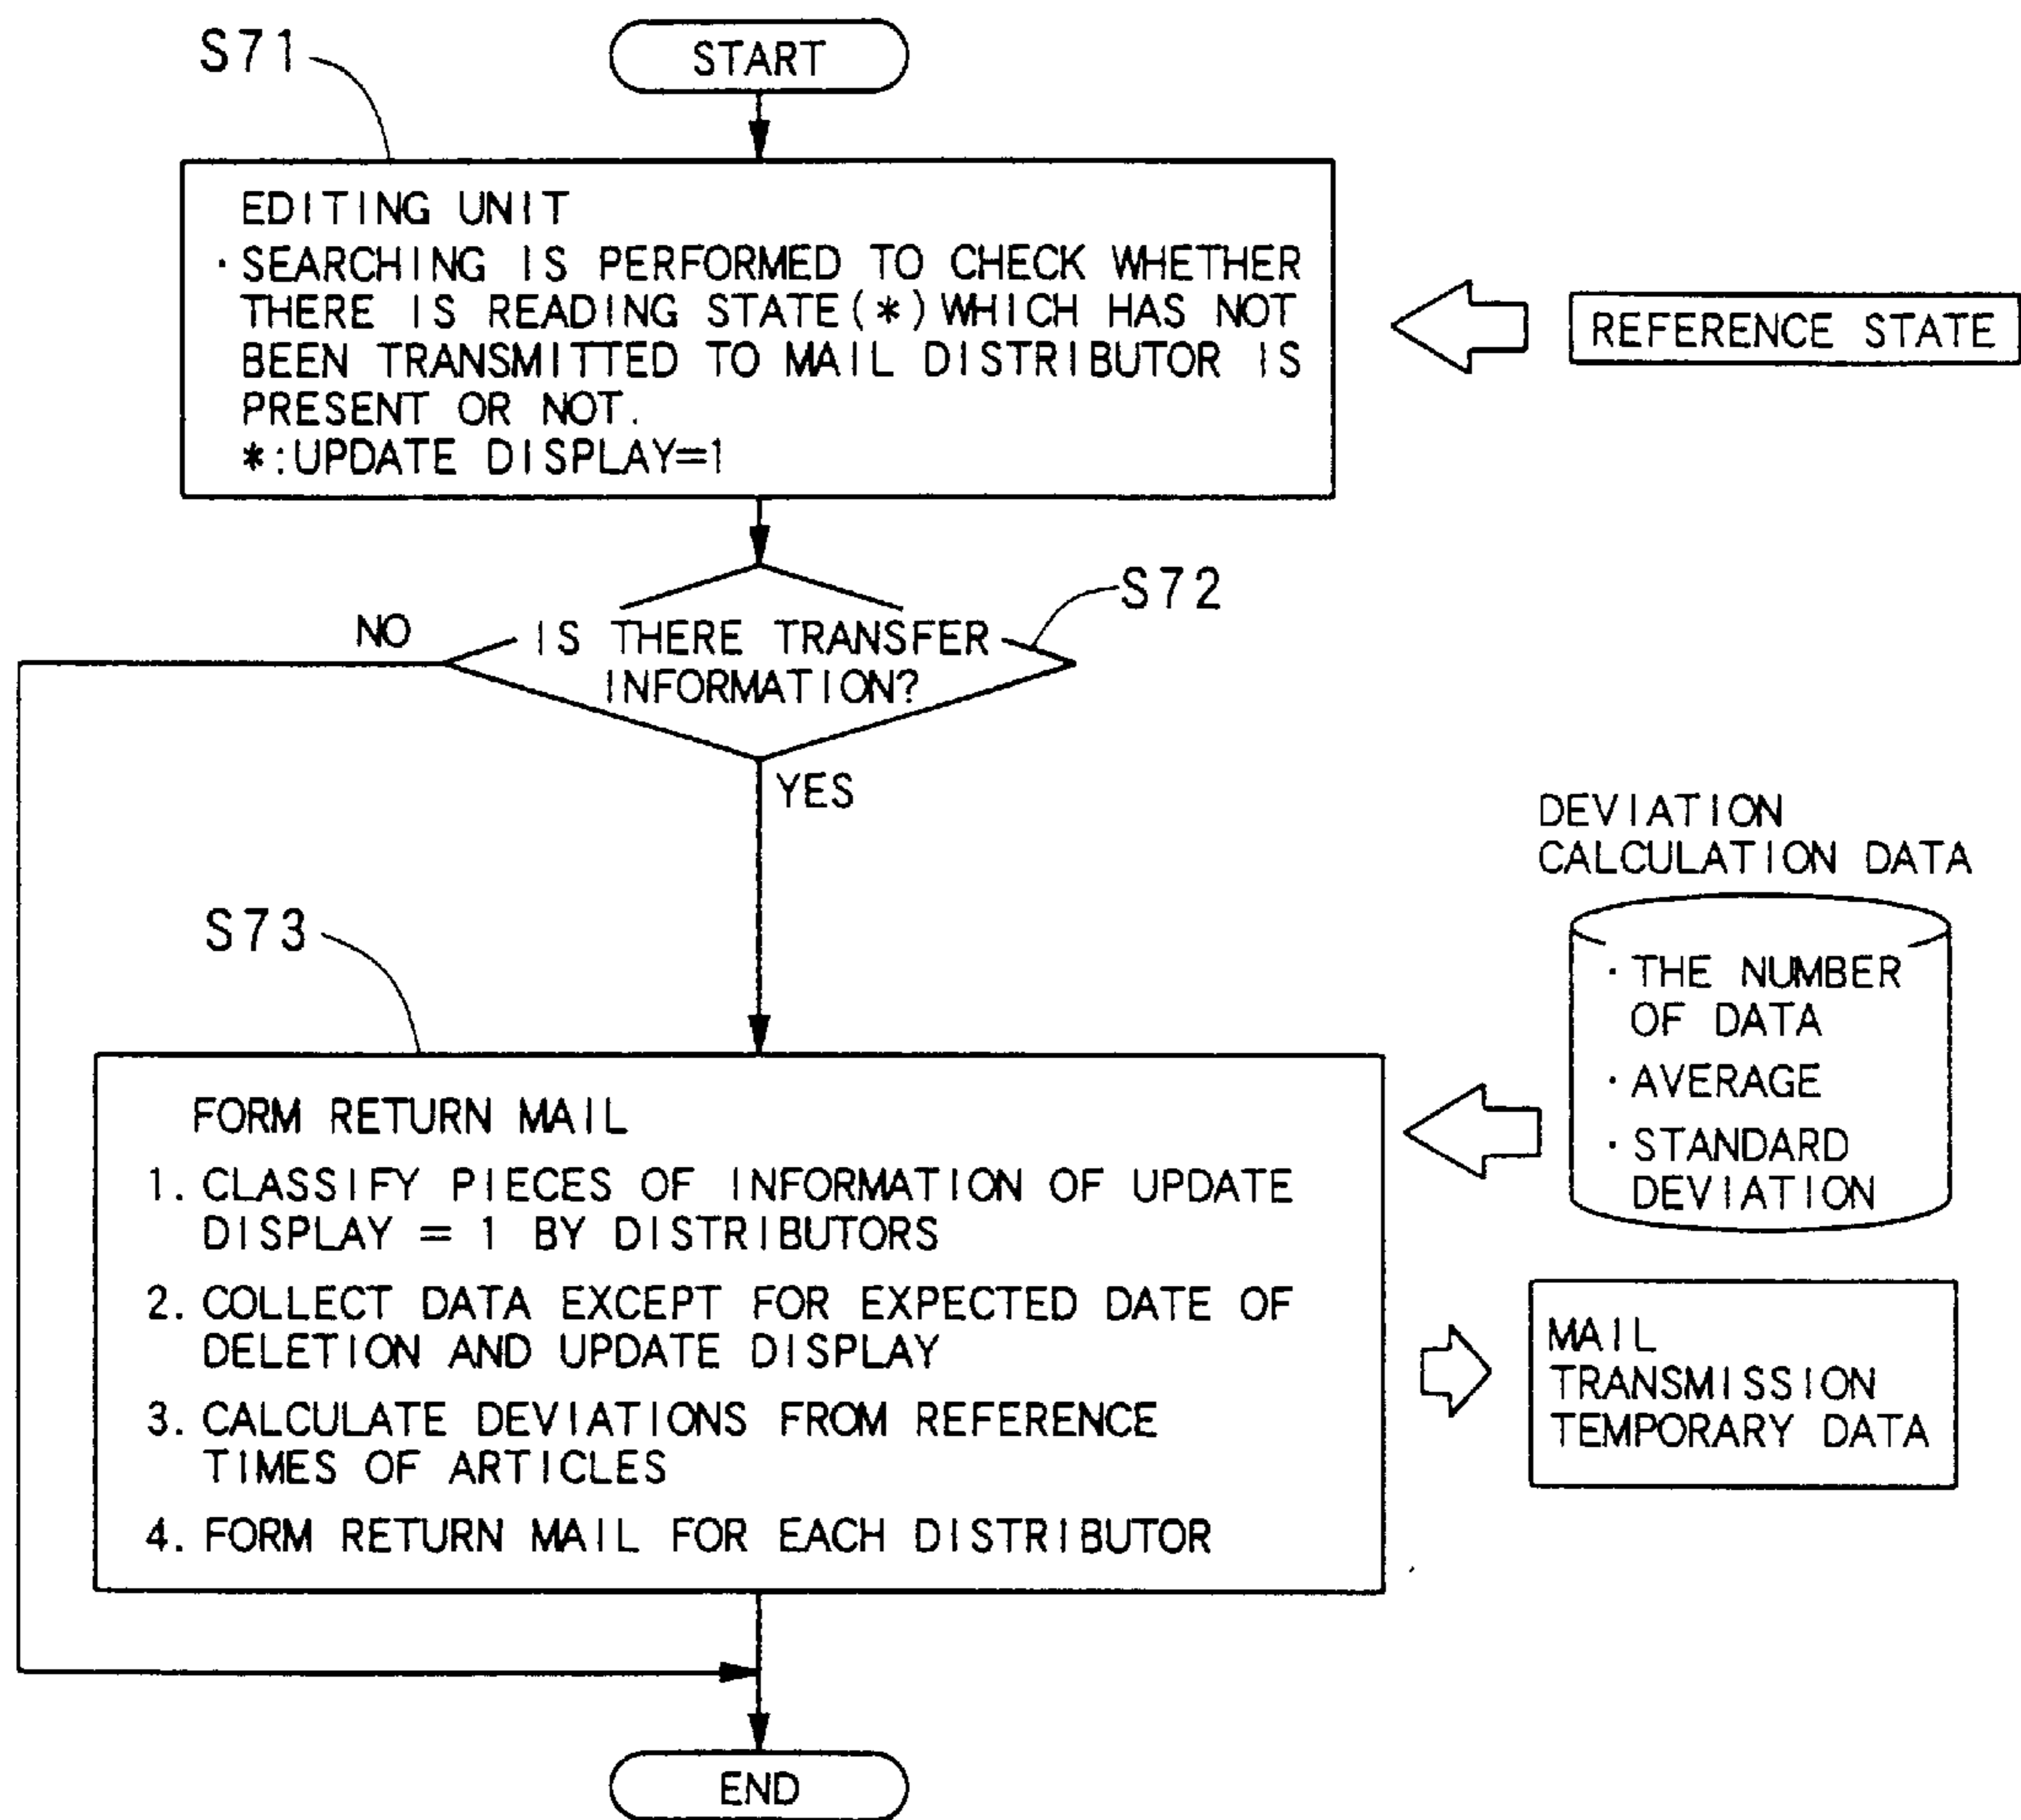 S71
START
EDITING UNIT
· SEARCHING IS PERFORMED TO CHECK WHETHER
THERE IS READING STATE(*) WHICH HAS NOT
BEEN TRANSMITTED TO MAIL DISTRIBUTOR IS
PRESENT OR NOT.
*:UPDATE DISPLAY=1
REFERENCE STATE
S72
NO
IS THERE TRANSFER
INFORMATION?
YES
DEVIATION
CALCULATION DATA
· THE NUMBER
OF DATA
· AVERAGE
· STANDARD
DEVIATION
S73
FORM RETURN MAIL
1. CLASSIFY PIECES OF INFORMATION OF UPDATE
DISPLAY = 1 BY DISTRIBUTORS
2. COLLECT DATA EXCEPT FOR EXPECTED DATE OF
DELETION AND UPDATE DISPLAY
3. CALCULATE DEVIATIONS FROM REFERENCE
TIMES OF ARTICLES
4. FORM RETURN MAIL FOR EACH DISTRIBUTOR
MAIL
TRANSMISSION
TEMPORARY DATA
END